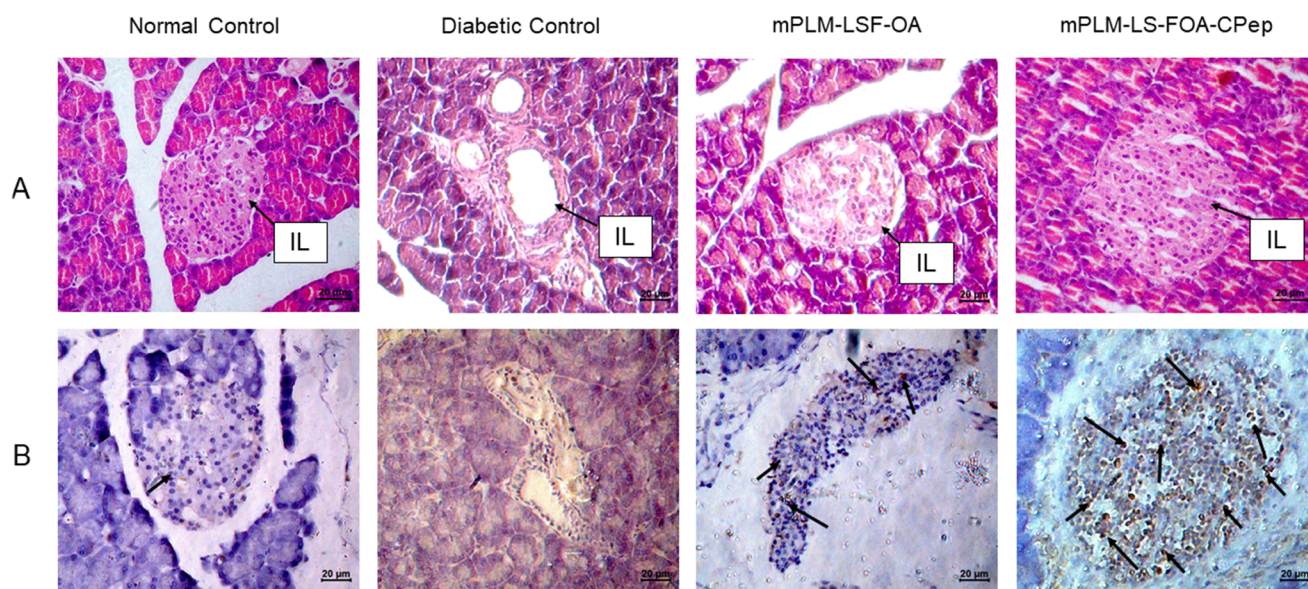 Normal Control
Diabetic Control
mPLM-LSF-OA
mPLM-LS-FOA-CPep
A
IL
20 µm
IL
20 µm
IL
20 µm
IL
20 µm
B
20 µm
20 µm
20 µm
20 µm